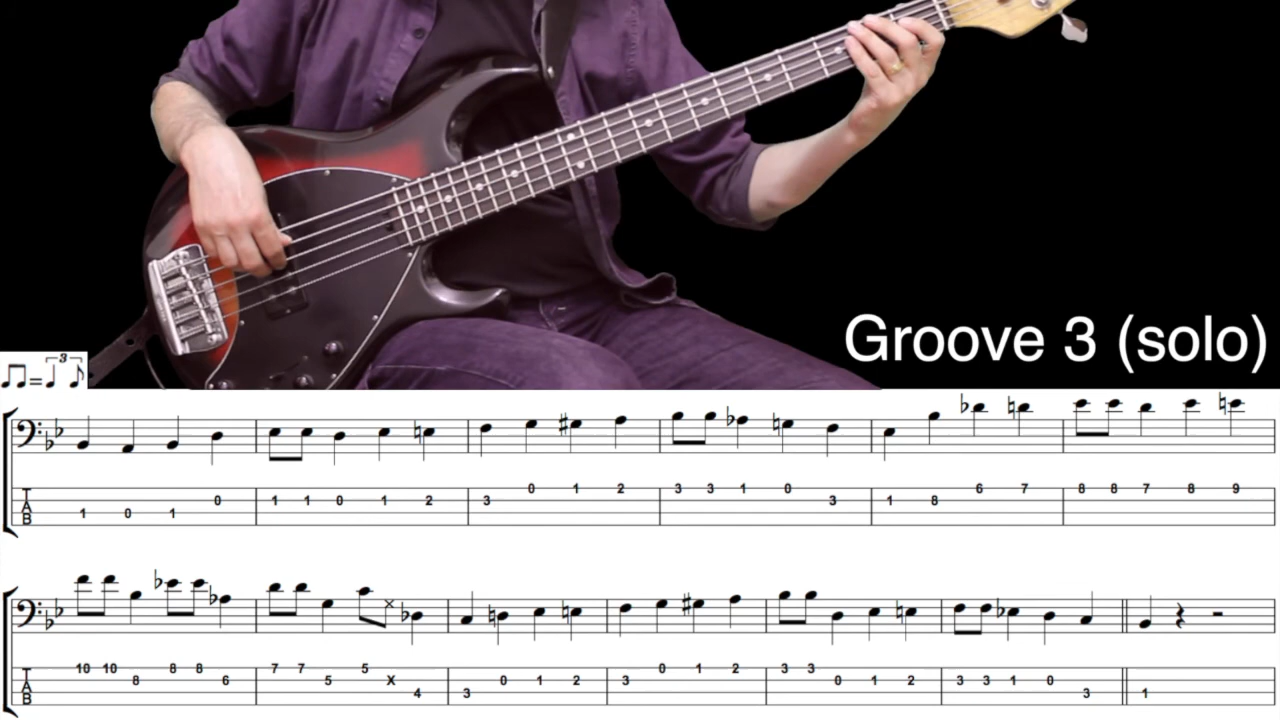 Groove 3 (solo)
3
T 1 0 1 0 1 1 0 1 2 3 0 1 2 3 3 1 0 3 1 8 6 7 8 8 7 8 9
A
B
T 10 10 8 8 8 6 7 7 5 5 X 4 3 0 1 2 3 0 1 2 3 3 0 1 2 3 3 1 0 3 1
A
B